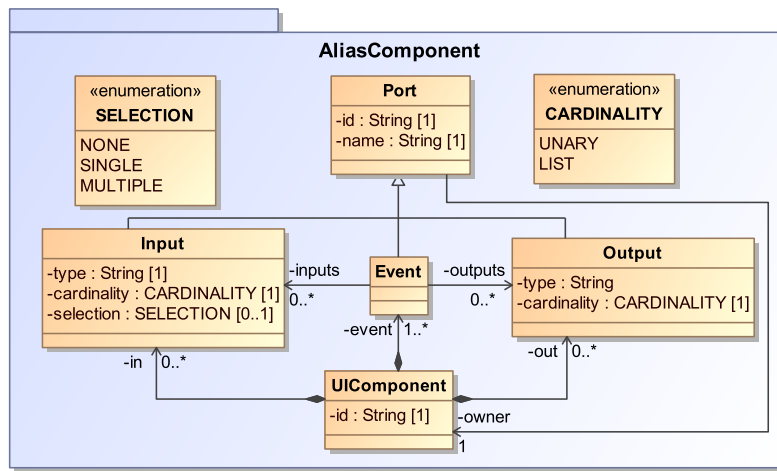 AliasComponent
«enumeration»
SELECTION
NONE
SINGLE
MULTIPLE
Port
-id : String [1]
-name : String [1]
«enumeration»
CARDINALITY
UNARY
LIST
Input
-type : String [1]
-cardinality : CARDINALITY [1]
-selection : SELECTION [0..1]
-inputs
0..*
Event
-outputs
0..*
Output
-type : String
-cardinality : CARDINALITY [1]
-event
1..*
-in
0..*
-out
0..*
UIComponent
-id : String [1]
-owner
1